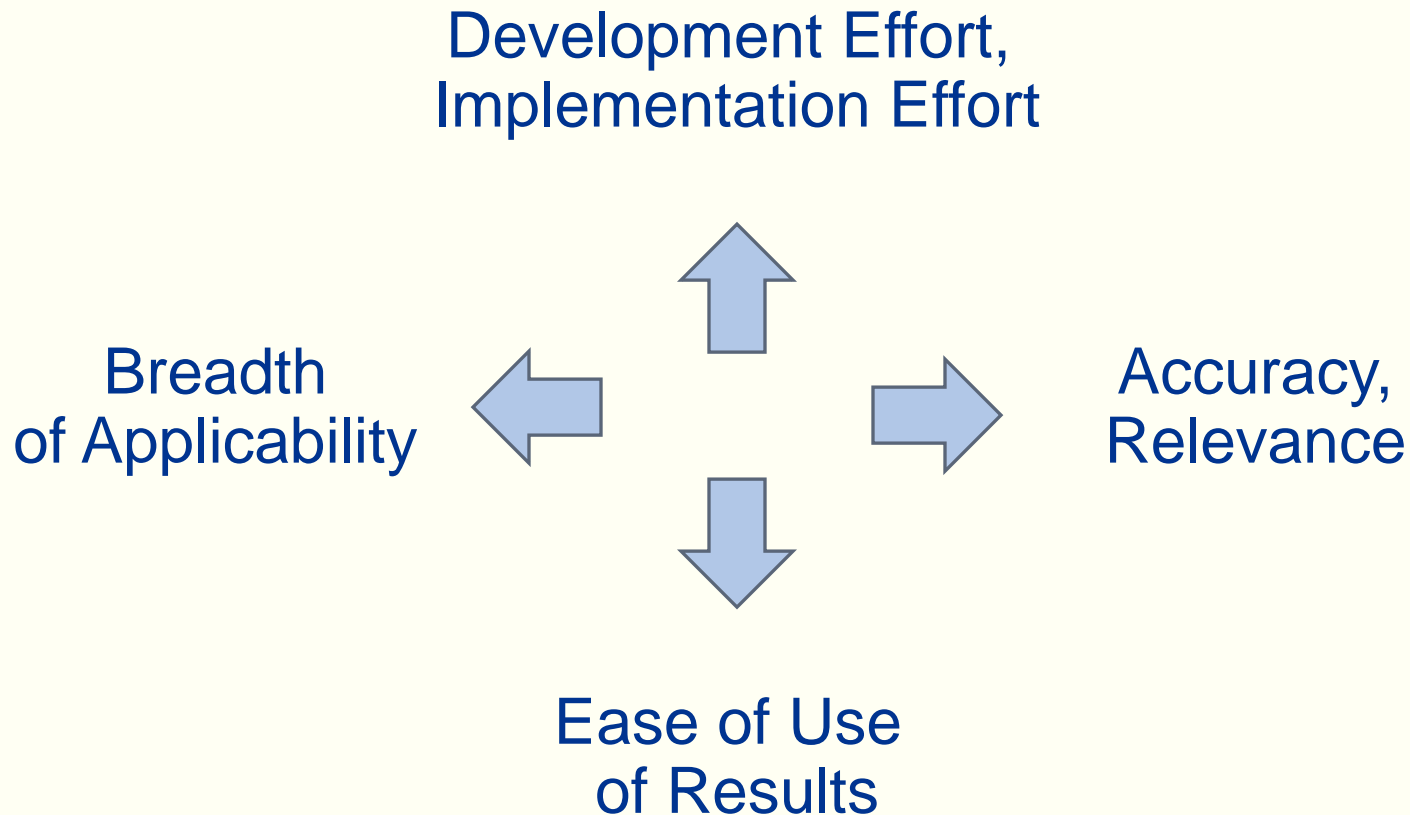 Development Effort,
Implementation Effort
Breadth
of Applicability
Accuracy,
Relevance
Ease of Use
of Results